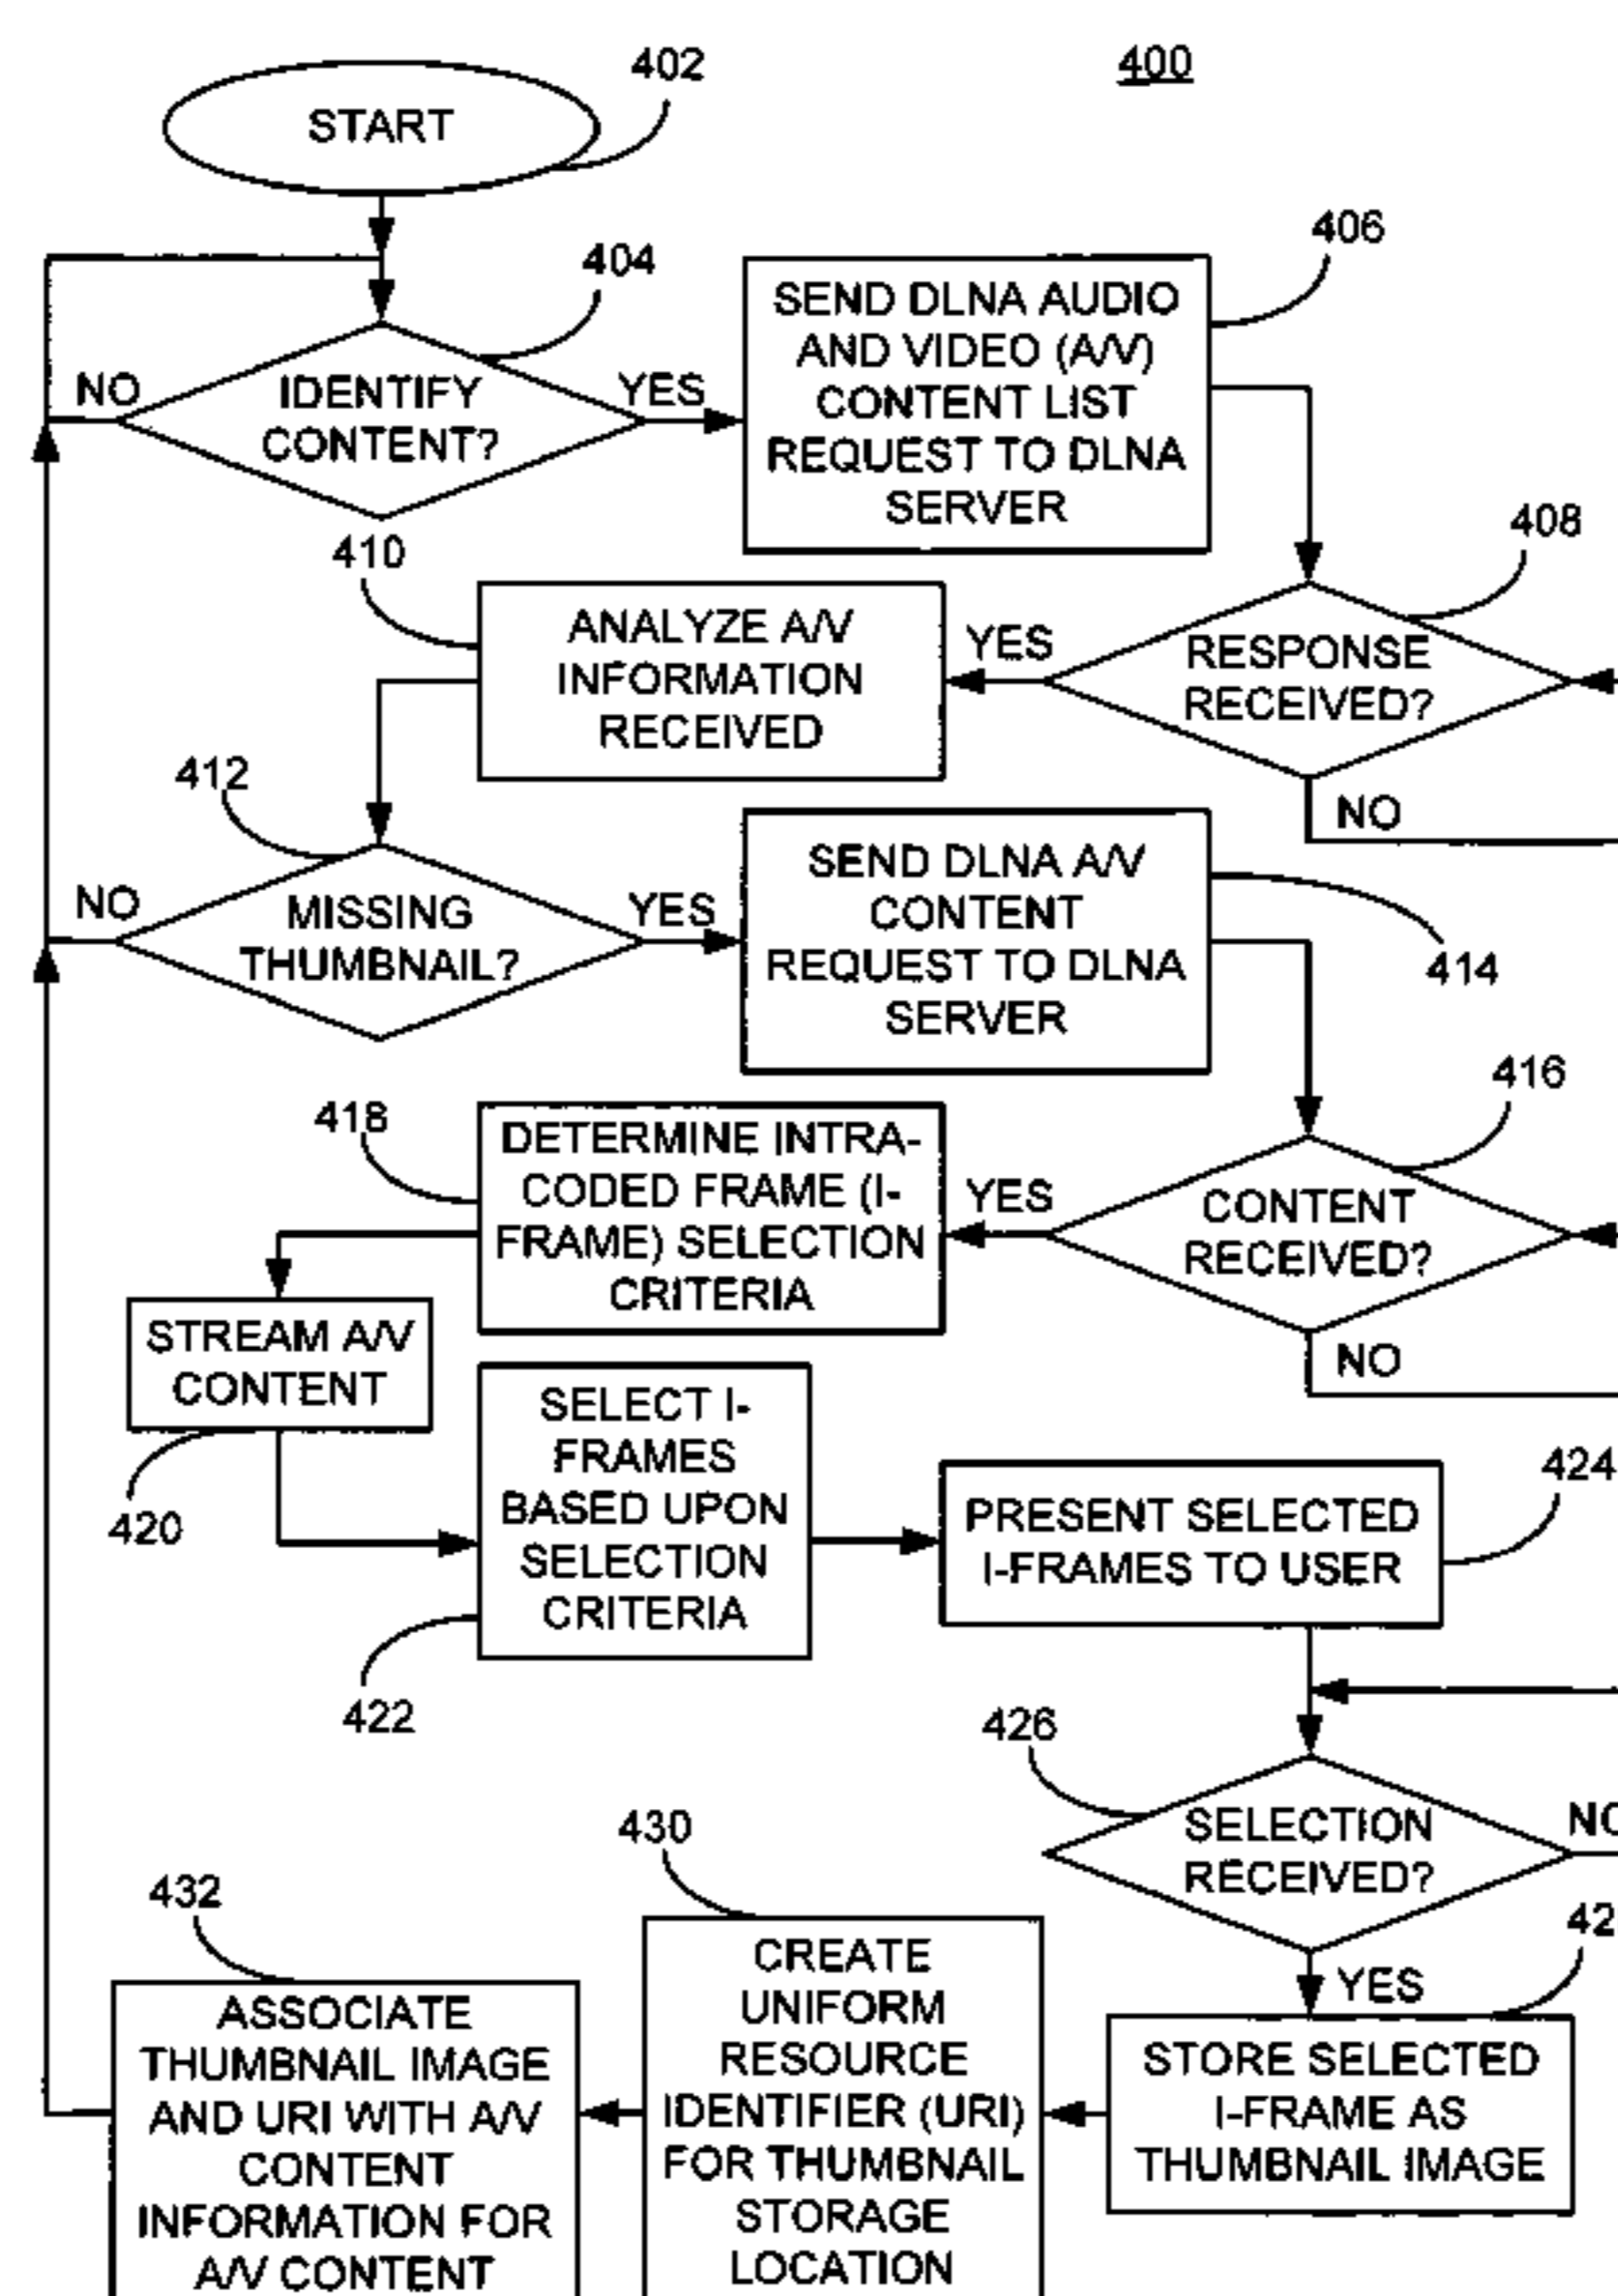 402
400
START
406
404
SEND DLNA AUDIO
AND VIDEO (A/V)
CONTENT LIST
REQUEST TO DLNA
SERVER
NO
IDENTIFY
CONTENT?
YES
408
410
ANALYZE A/V
INFORMATION
RECEIVED
YES
RESPONSE
RECEIVED?
NO
412
SEND DLNA A/V
CONTENT
REQUEST TO DLNA
SERVER
NO
MISSING
THUMBNAIL?
YES
414
416
418
DETERMINE INTRA-
CODED FRAME (I-
FRAME) SELECTION
CRITERIA
YES
CONTENT
RECEIVED?
NO
STREAM A/V
CONTENT
420
SELECT I-
FRAMES
BASED UPON
SELECTION
CRITERIA
422
424
PRESENT SELECTED
I-FRAMES TO USER
426
SELECTION
RECEIVED?
NO
YES
42
STORE SELECTED
I-FRAME AS
THUMBNAIL IMAGE
430
CREATE
UNIFORM
RESOURCE
IDENTIFIER (URI)
FOR THUMBNAIL
STORAGE
LOCATION
432
ASSOCIATE
THUMBNAIL IMAGE
AND URI WITH A/V
CONTENT
INFORMATION FOR
A/V CONTENT